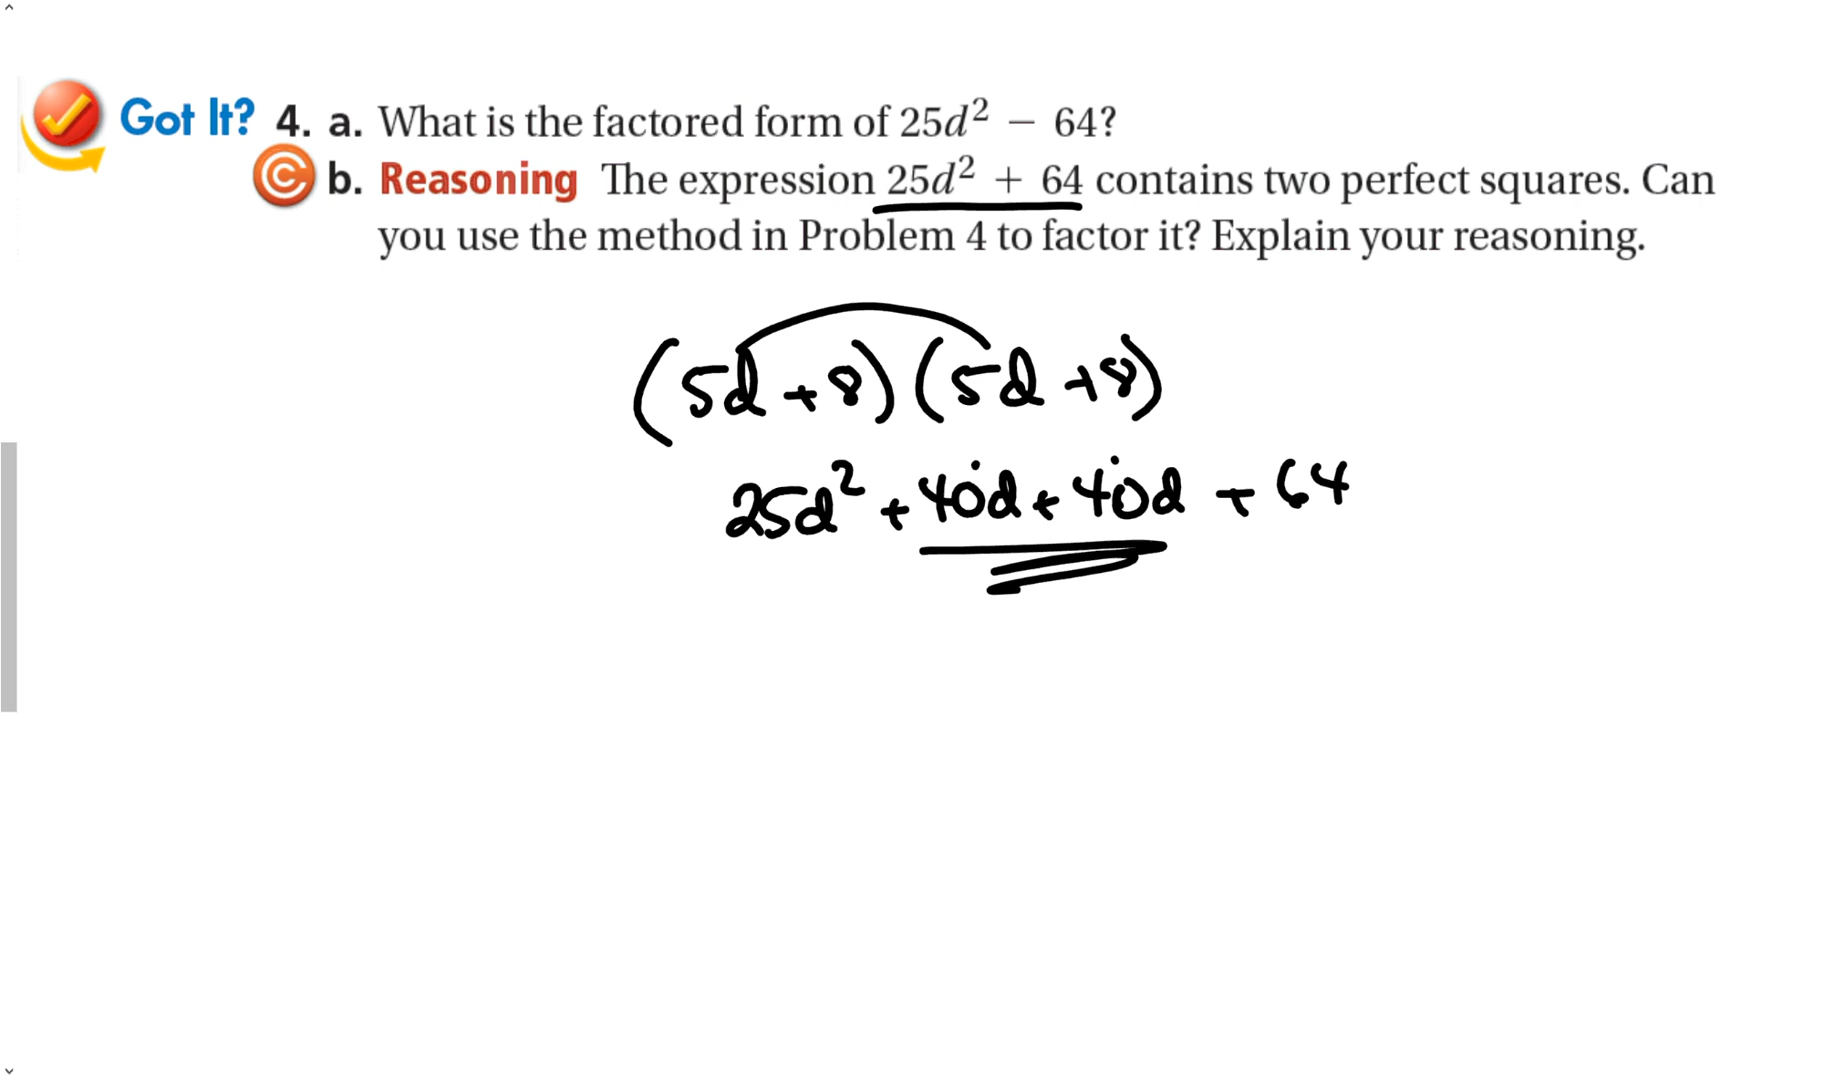 Got It? 4. a. What is the factored form of 25d² − 64?
© b. Reasoning The expression 25d² + 64 contains two perfect squares. Can
you use the method in Problem 4 to factor it? Explain your reasoning.
(5d + 8)(5d + 8)
25d² + 40d + 40d + 64